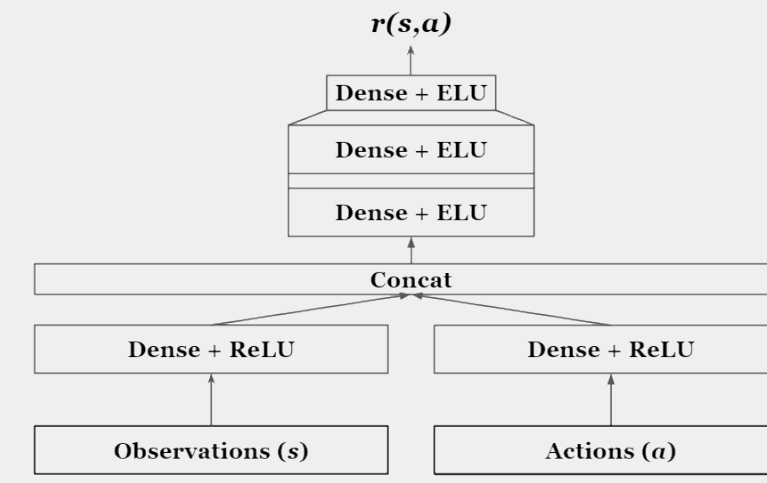 r(s,a)
Dense + ELU
Dense + ELU
Dense + ELU
Concat
Dense + ReLU
Dense + ReLU
Observations (s)
Actions (a)